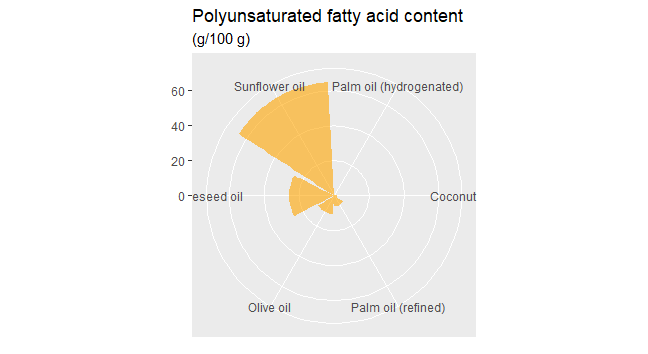 Polyunsaturated fatty acid content
(g/100 g)
Sunflower oil
Palm oil (hydrogenated)
60
40
20
0
eseed oil
Coconut
Olive oil
Palm oil (refined)